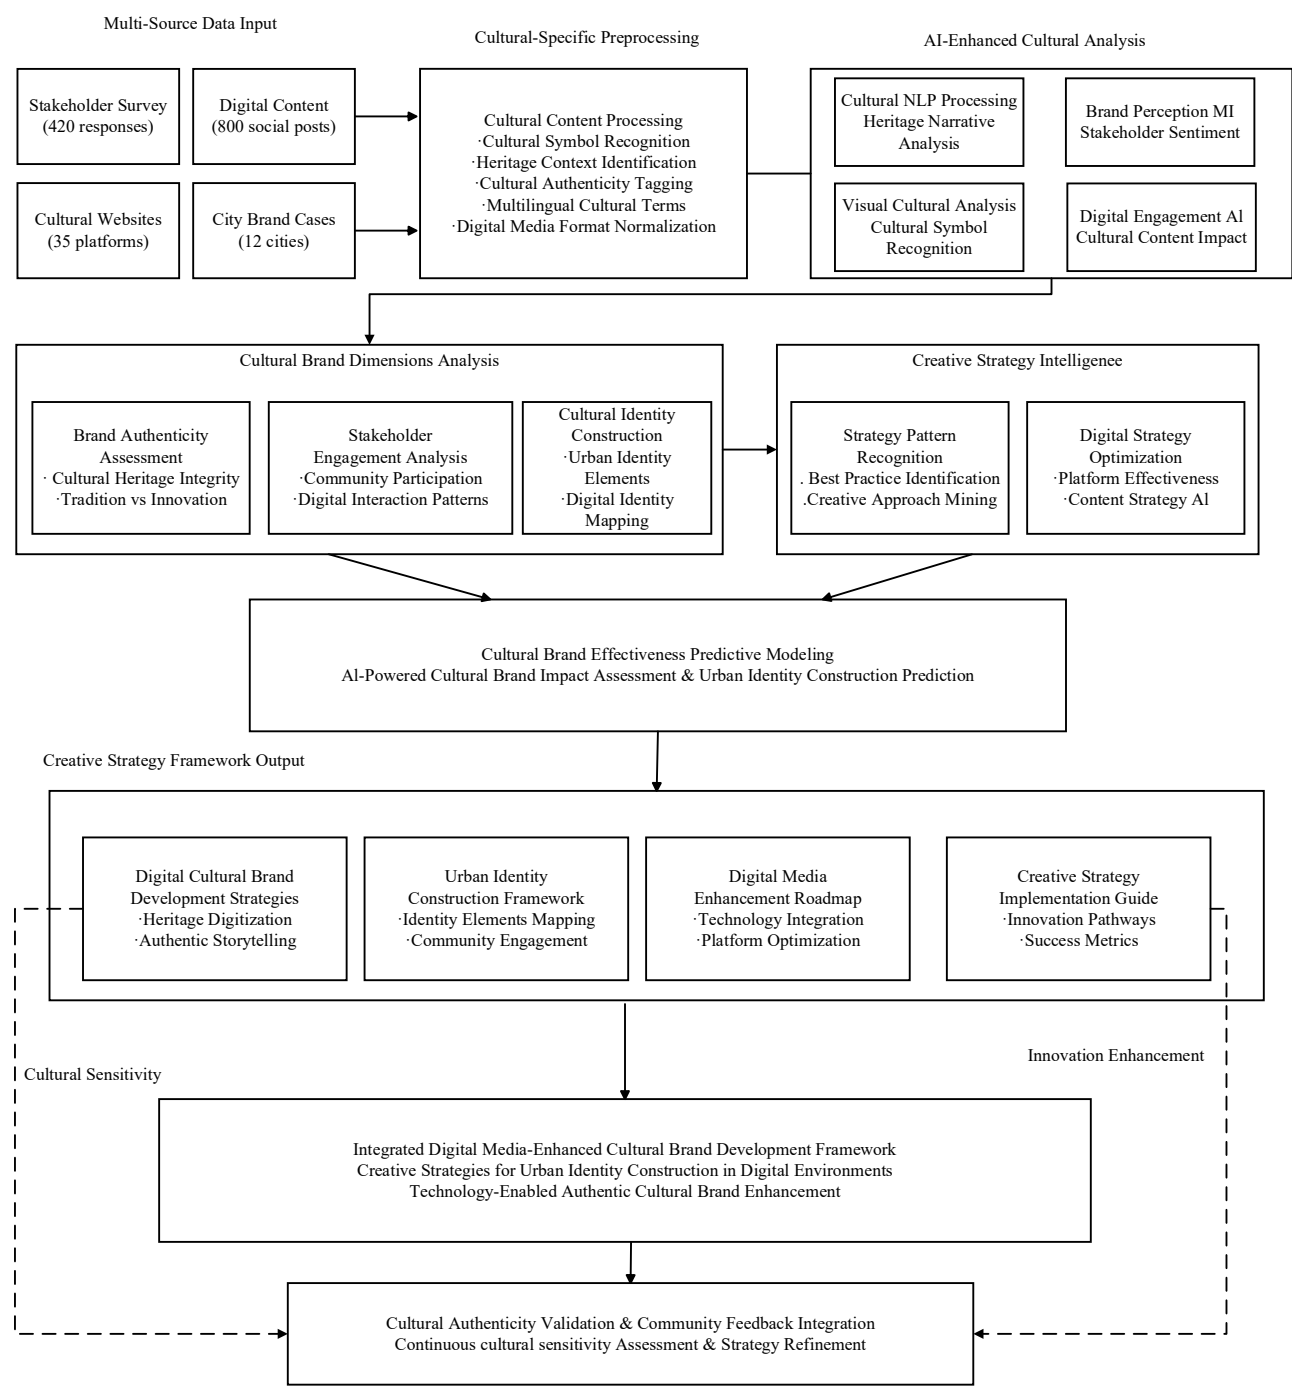 Multi-Source Data Input
Cultural-Specific Preprocessing
AI-Enhanced Cultural Analysis
Stakeholder Survey
(420 responses)
Digital Content
(800 social posts)
Cultural Websites
(35 platforms)
City Brand Cases
(12 cities)
Cultural Content Processing
·Cultural Symbol Recognition
·Heritage Context Identification
·Cultural Authenticity Tagging
·Multilingual Cultural Terms
·Digital Media Format Normalization
Cultural NLP Processing
Heritage Narrative
Analysis
Brand Perception MI
Stakeholder Sentiment
Visual Cultural Analysis
Cultural Symbol
Recognition
Digital Engagement Al
Cultural Content Impact
Cultural Brand Dimensions Analysis
Brand Authenticity
Assessment
· Cultural Heritage Integrity
·Tradition vs Innovation
Stakeholder
Engagement Analysis
·Community Participation
·Digital Interaction Patterns
Cultural Identity
Construction
·Urban Identity
Elements
·Digital Identity
Mapping
Creative Strategy Intelligenee
Strategy Pattern
Recognition
. Best Practice Identification
.Creative Approach Mining
Digital Strategy
Optimization
·Platform Effectiveness
·Content Strategy Al
Cultural Brand Effectiveness Predictive Modeling
Al-Powered Cultural Brand Impact Assessment & Urban Identity Construction Prediction
Creative Strategy Framework Output
Digital Cultural Brand
Development Strategies
·Heritage Digitization
·Authentic Storytelling
Urban Identity
Construction Framework
·Identity Elements Mapping
·Community Engagement
Digital Media
Enhancement Roadmap
·Technology Integration
·Platform Optimization
Creative Strategy
Implementation Guide
·Innovation Pathways
·Success Metrics
Cultural Sensitivity
Innovation Enhancement
Integrated Digital Media-Enhanced Cultural Brand Development Framework
Creative Strategies for Urban Identity Construction in Digital Environments
Technology-Enabled Authentic Cultural Brand Enhancement
Cultural Authenticity Validation & Community Feedback Integration
Continuous cultural sensitivity Assessment & Strategy Refinement